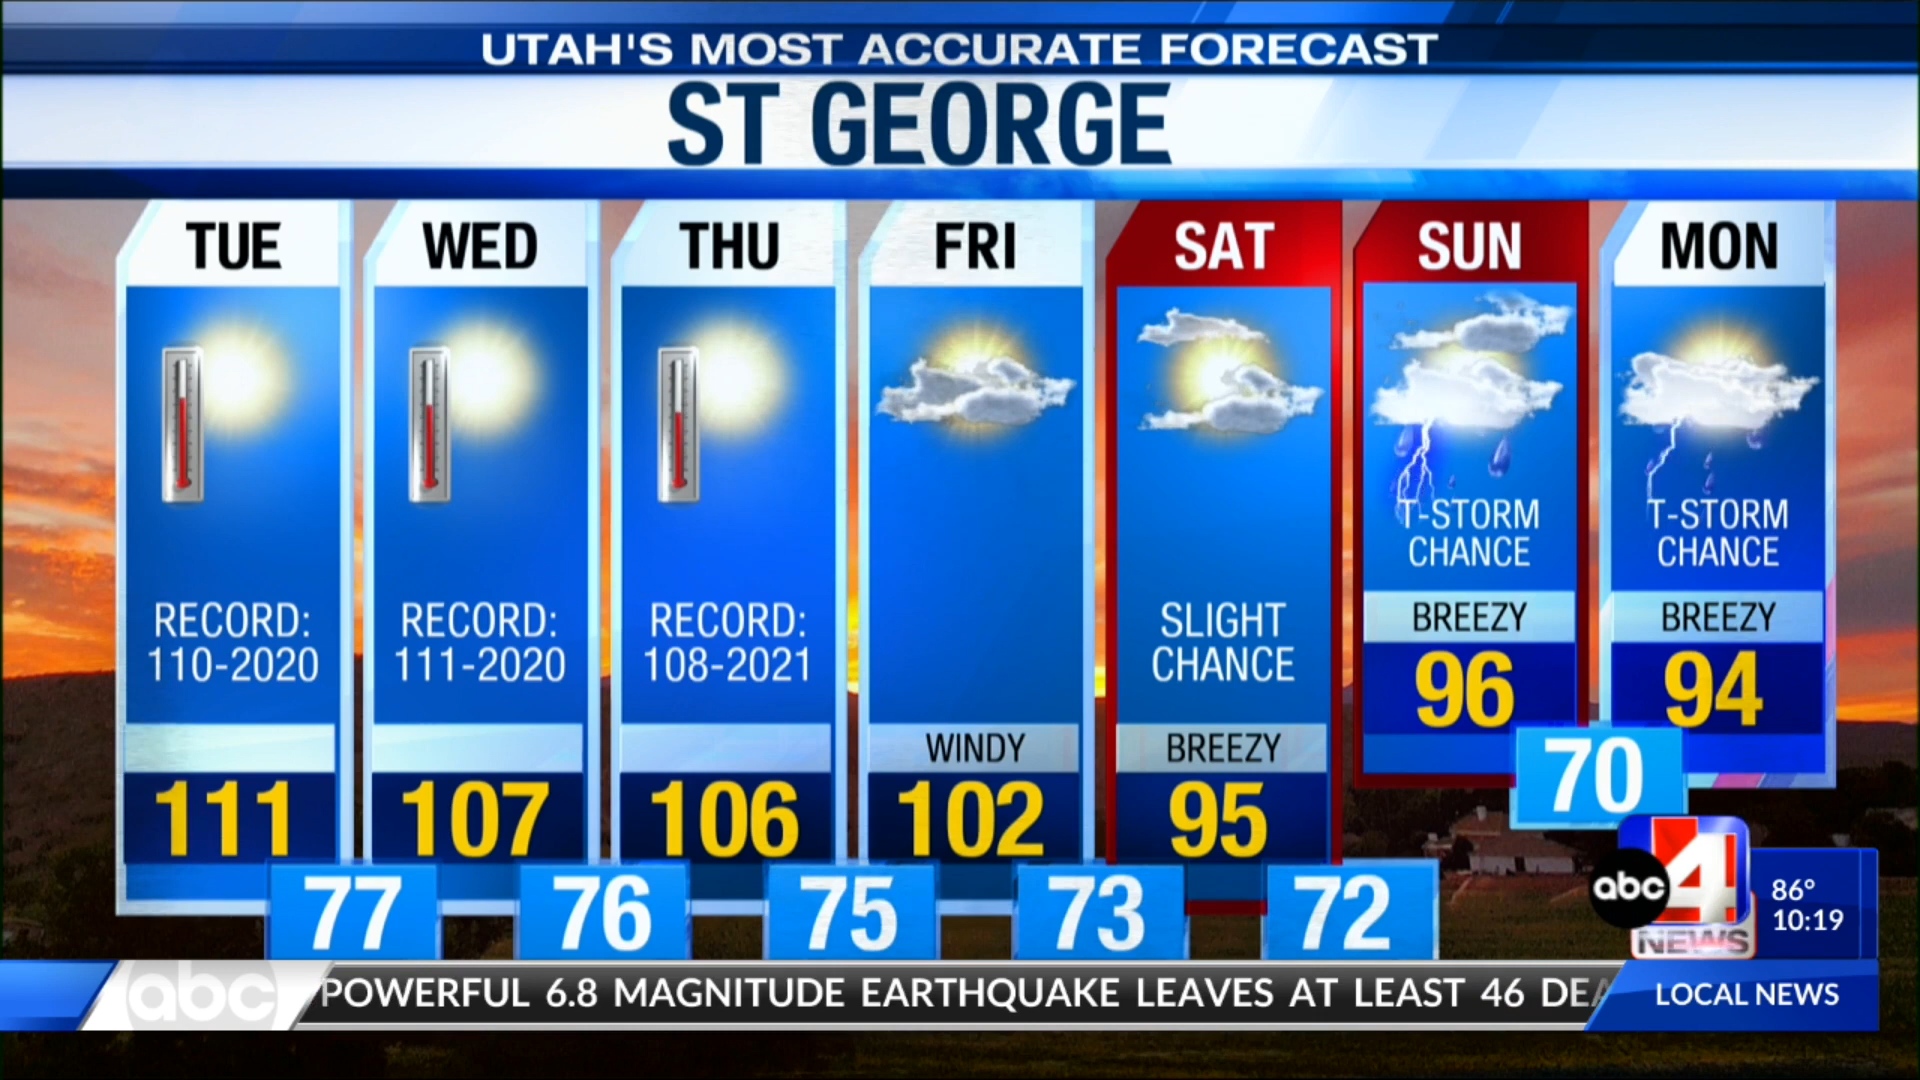 UTAH'S MOST ACCURATE FORECAST
ST GEORGE
TUE
RECORD:
110-2020
111
77
WED
RECORD:
111-2020
107
76
THU
RECORD:
108-2021
106
75
FRI
WINDY
102
73
SAT
SLIGHT
CHANCE
BREEZY
95
72
SUN
T-STORM
CHANCE
BREEZY
96
70
MON
T-STORM
CHANCE
BREEZY
94
abc
4
NEWS
86°
10:19
abc
POWERFUL 6.8 MAGNITUDE EARTHQUAKE LEAVES AT LEAST 46 DEA
LOCAL NEWS